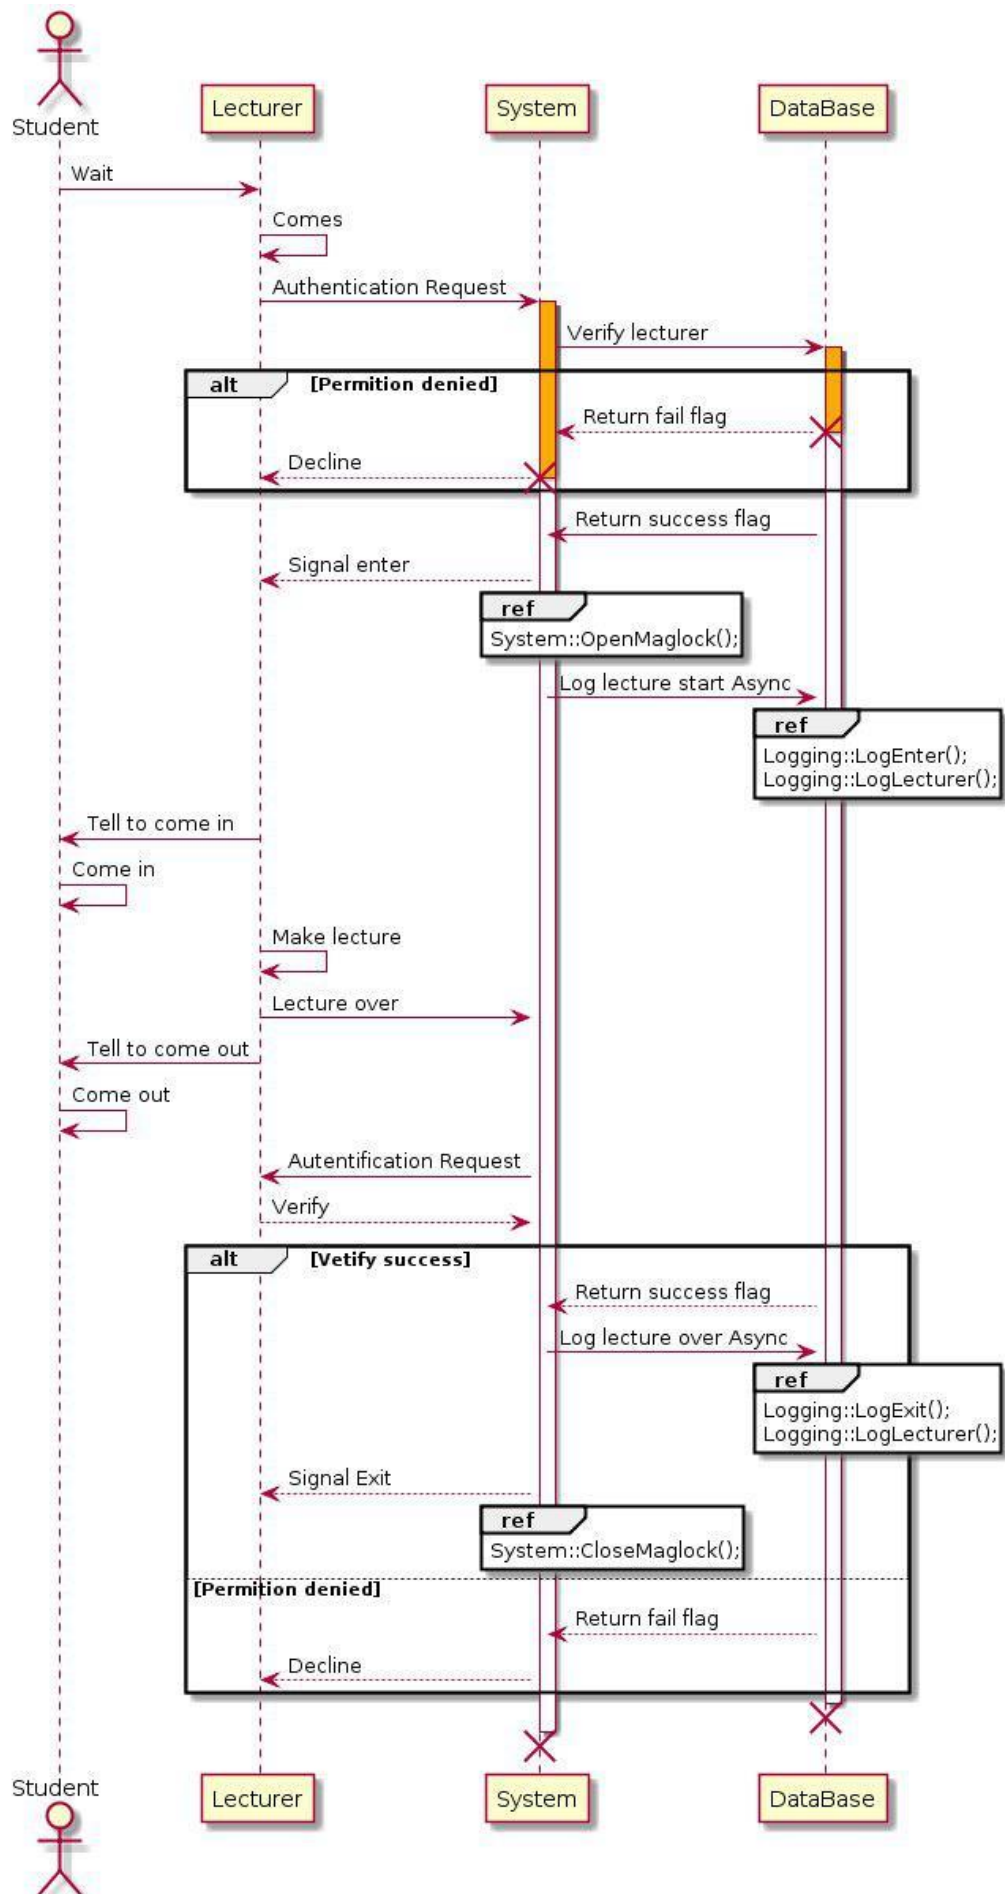 Student
Lecturer
System
DataBase
Wait
Comes
Authentication Request
Verify lecturer
alt
[Permition denied]
Return fail flag
Decline
Return success flag
Signal enter
ref
System::OpenMaglock();
Log lecture start Async
ref
Logging::LogEnter();
Logging::LogLecturer();
Tell to come in
Come in
Make lecture
Lecture over
Tell to come out
Come out
Autentification Request
Verify
alt
[Vetify success]
Return success flag
Log lecture over Async
ref
Logging::LogExit();
Logging::LogLecturer();
Signal Exit
ref
System::CloseMaglock();
[Permition denied]
Return fail flag
Decline
Student
Lecturer
System
DataBase